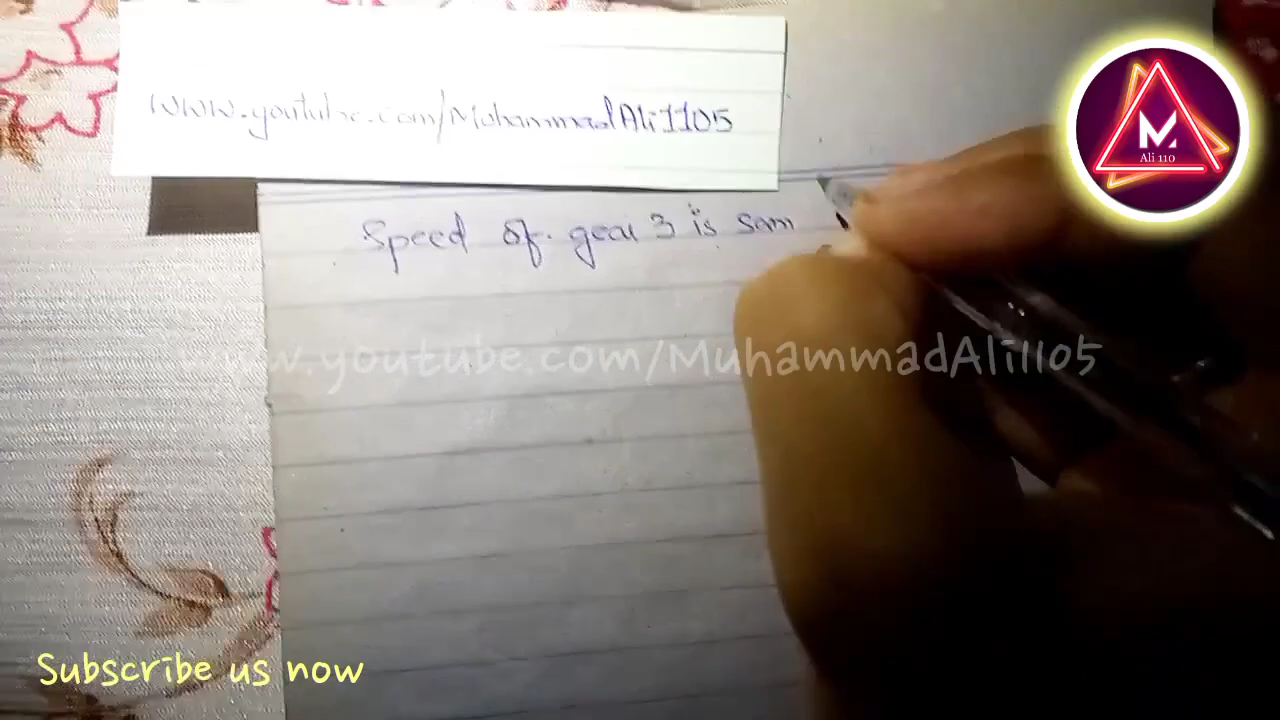 www.youtube.com/MuhammadAli1105
M
Ali 110
Speed of gear 3 is sam
www.youtube.com/MuhammadAli1105
Subscribe us now